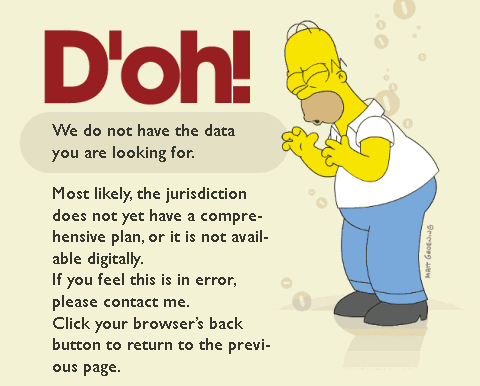 D'oh!
We do not have the data
you are looking for.
Most likely, the jurisdiction
does not yet have a compre-
hensive plan, or it is not avail-
able digitally.
If you feel this is in error,
please contact me.
Click your browser's back
button to return to the previ-
ous page.
MATT GROENING